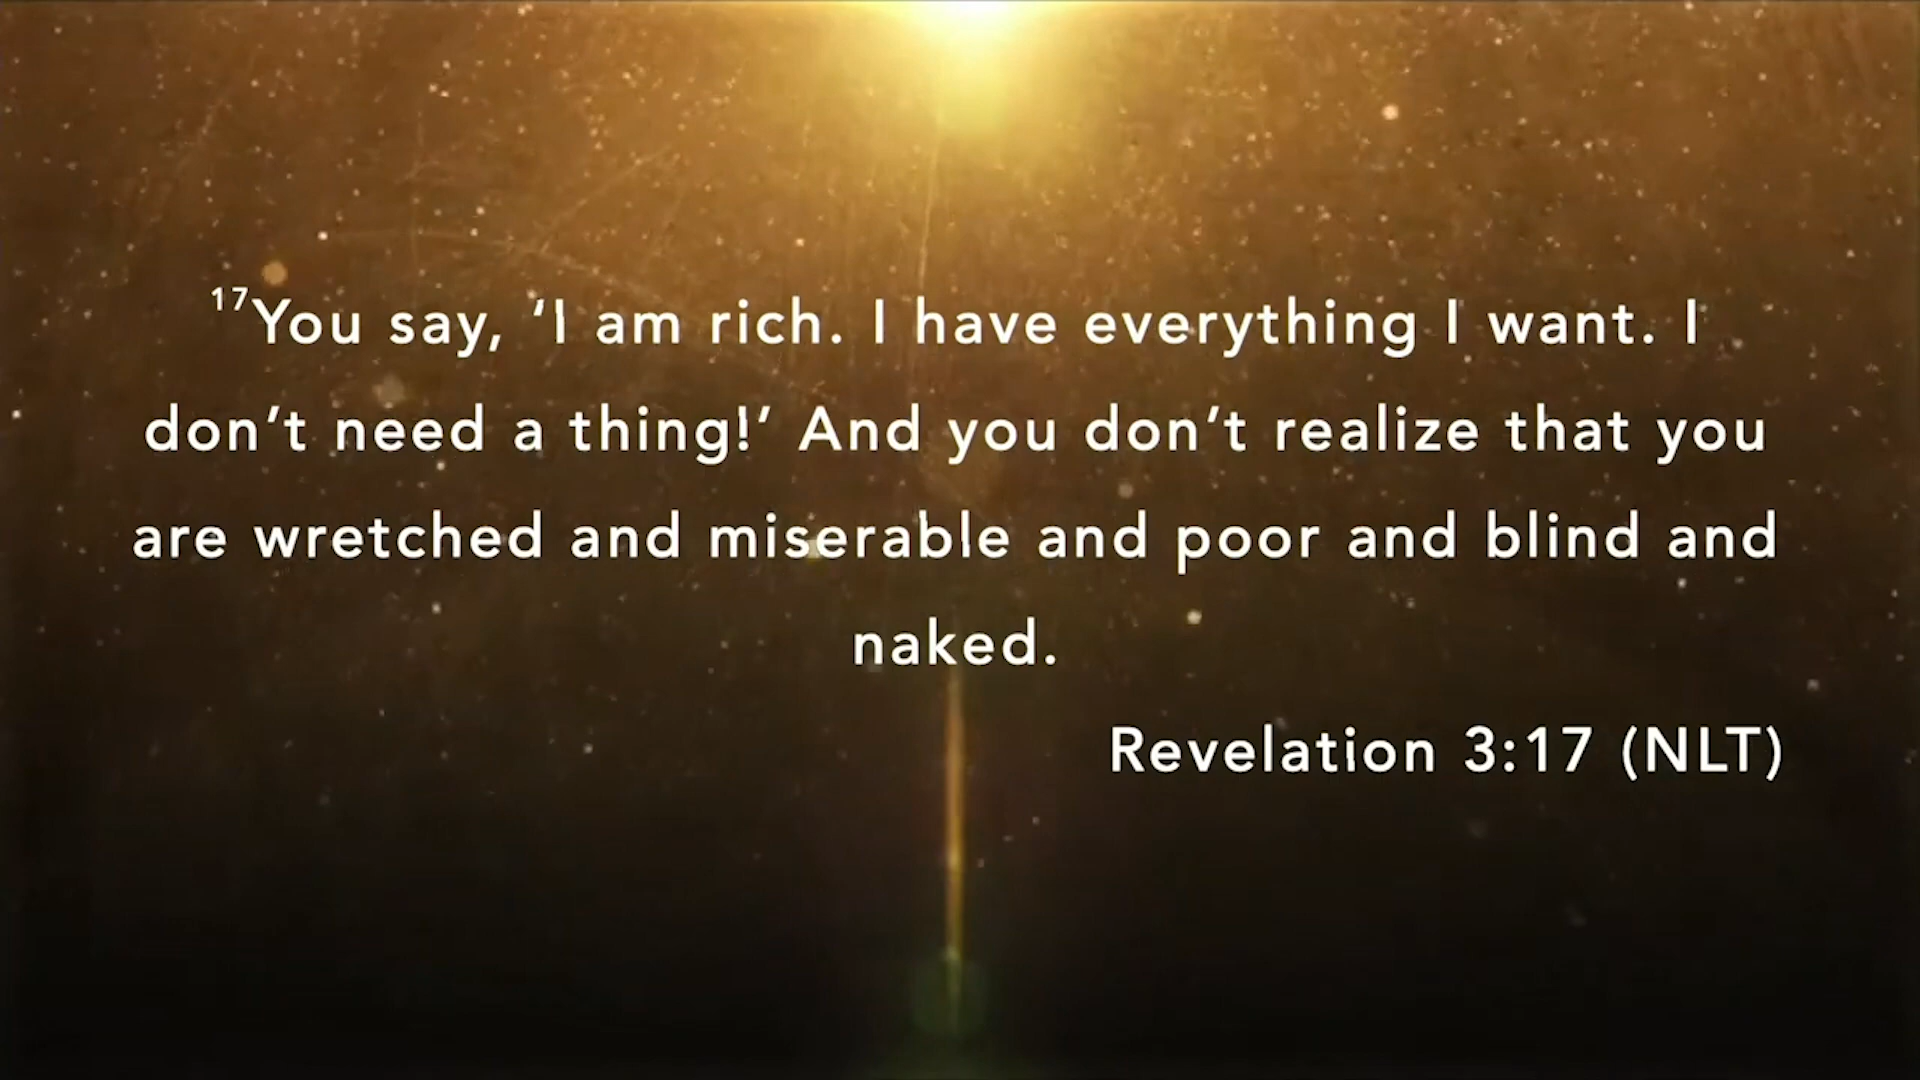 17You say, ‘I am rich. I have everything I want. I
don’t need a thing!’ And you don’t realize that you
are wretched and miserable and poor and blind and
naked.
Revelation 3:17 (NLT)